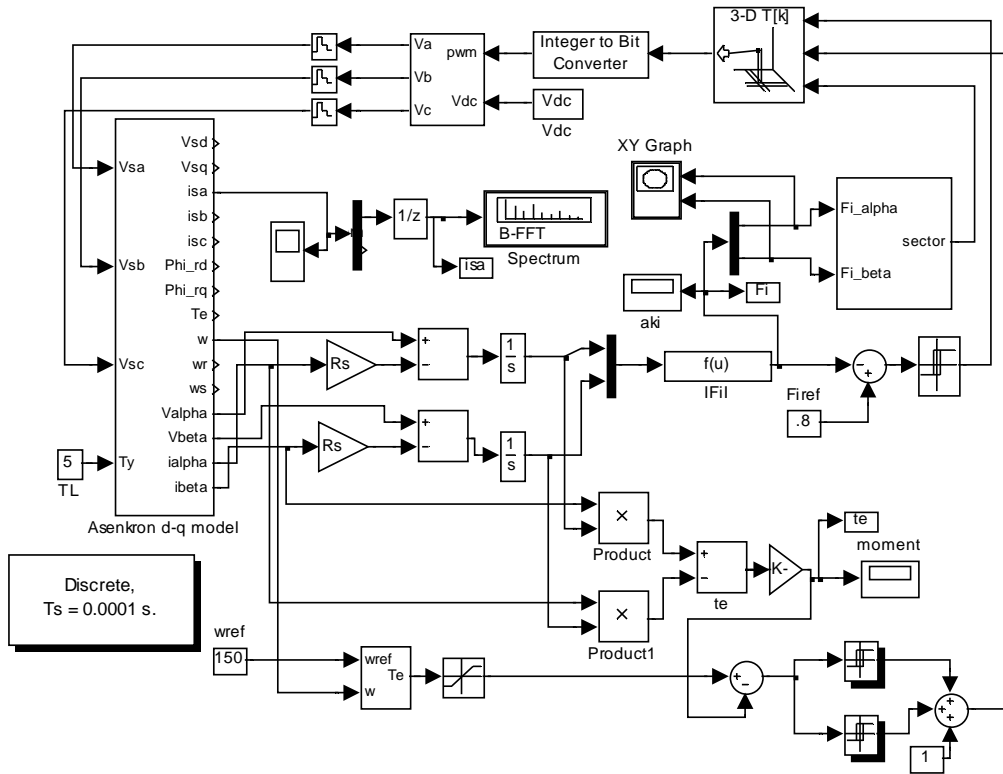 3-D T[k]
Va
Vb
Vc
pwm
Vdc
Integer to Bit
Converter
Vdc
Vdc
Vsa
Vsb
Vsc
Ty
Vsd
Vsq
isa
isb
isc
Phi_rd
Phi_rq
Te
w
wr
ws
Valpha
Vbeta
ialpha
ibeta
Asenkron d-q model
5
TL
1/z
B-FFT
Spectrum
isa
XY Graph
Fi_alpha
Fi_beta
sector
aki
Fi
Rs
+
−
1
s
Rs
+
−
1
s
f(u)
IFiI
−
+
Firef
.8
×
Product
×
Product1
+
−
te
K-
te
moment
Discrete,
Ts = 0.0001 s.
wref
150
wref
w
Te
+
−
+
+
+
1